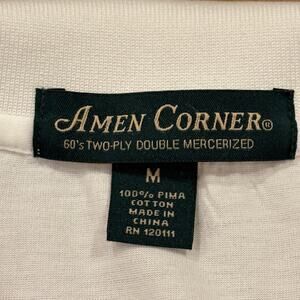 AMEN CORNER®
60's TWO-PLY DOUBLE MERCERIZED
M
100% PIMA
COTTON
MADE IN
CHINA
RN 120111